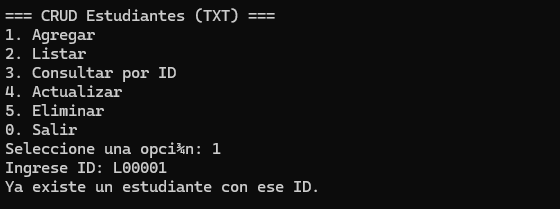 === CRUD Estudiantes (TXT) ===
1. Agregar
2. Listar
3. Consultar por ID
4. Actualizar
5. Eliminar
0. Salir
Seleccione una opci¾n: 1
Ingrese ID: L00001
Ya existe un estudiante con ese ID.